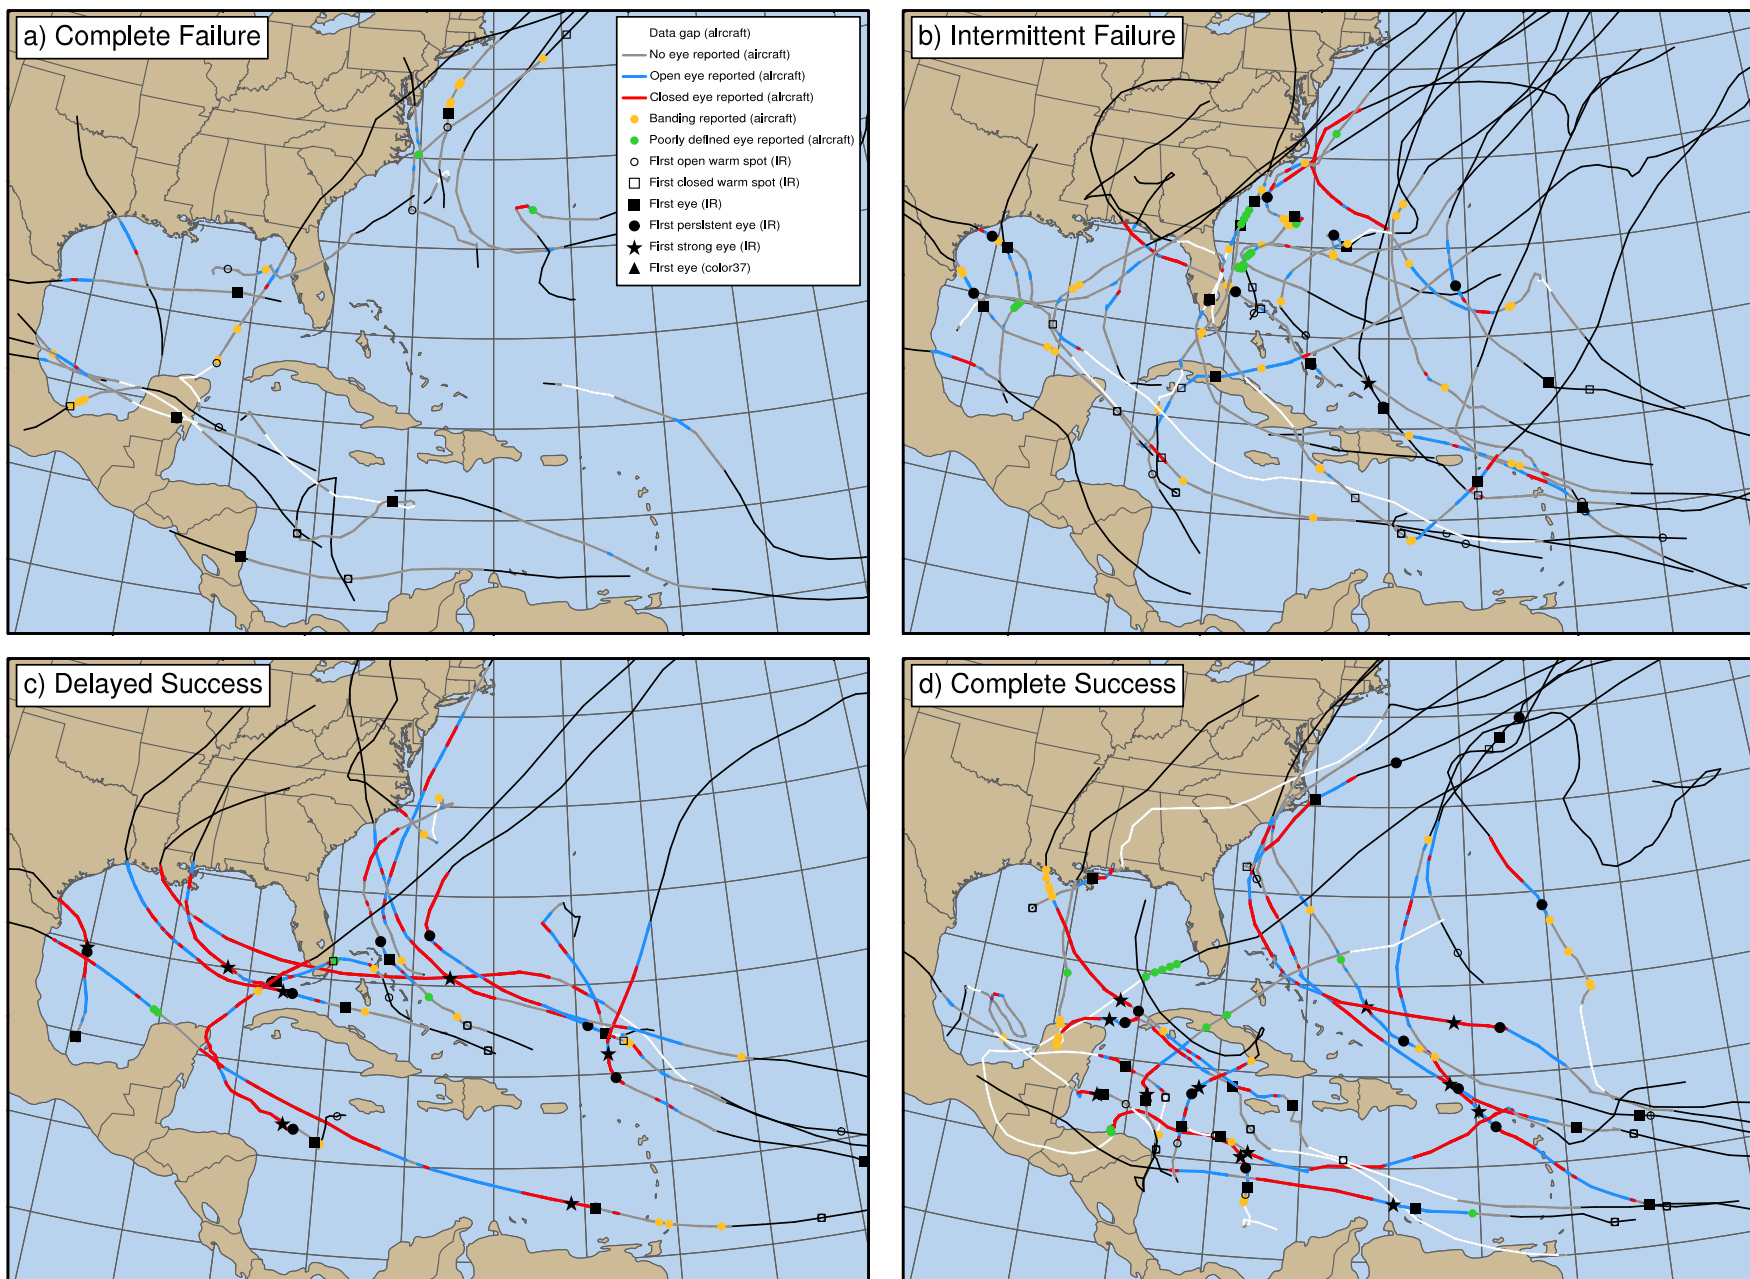 a) Complete Failure
Data gap (aircraft)
No eye reported (aircraft)
Open eye reported (aircraft)
Closed eye reported (aircraft)
Banding reported (aircraft)
Poorly defined eye reported (aircraft)
First open warm spot (IR)
First closed warm spot (IR)
First eye (IR)
First persistent eye (IR)
First strong eye (IR)
First eye (color37)
b) Intermittent Failure
c) Delayed Success
d) Complete Success